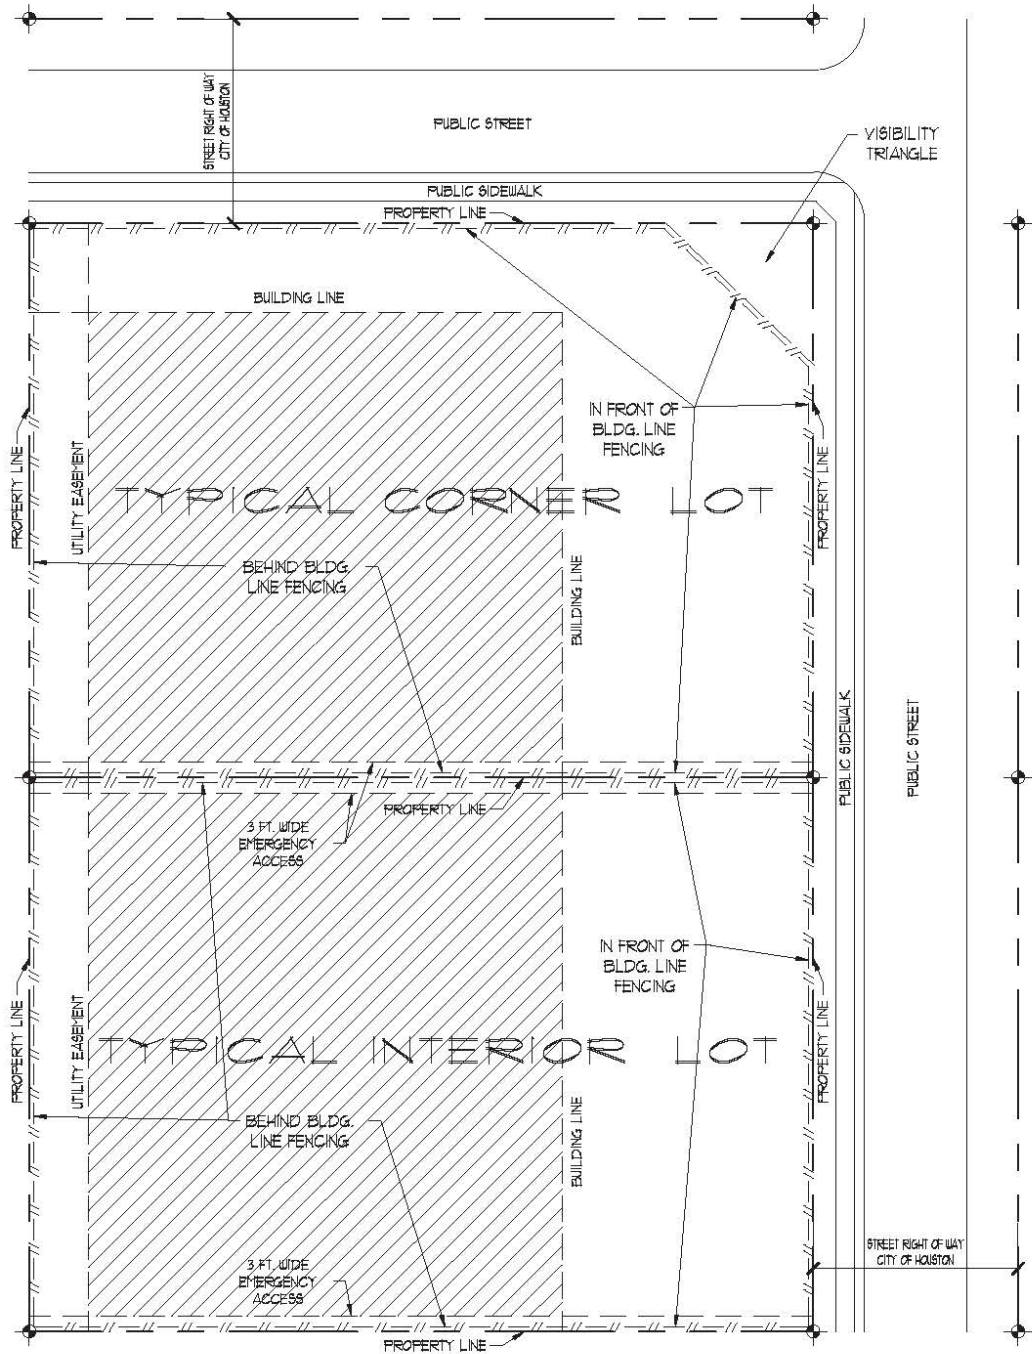 STREET RIGHT OF WAY
CITY OF HOUSTON
PUBLIC STREET
VISIBILITY
TRIANGLE
PUBLIC SIDEWALK
PROPERTY LINE
BUILDING LINE
IN FRONT OF
BLDG. LINE
FENCING
PROPERTY LINE
UTILITY EASEMENT
PROPERTY LINE
TYPICAL CORNER LOT
BEHIND BLDG.
LINE FENCING
BUILDING LINE
PUBLIC SIDEWALK
PUBLIC STREET
PROPERTY LINE
3 FT. WIDE
EMERGENCY
ACCESS
IN FRONT OF
BLDG. LINE
FENCING
PROPERTY LINE
UTILITY EASEMENT
PROPERTY LINE
TYPICAL INTERIOR LOT
BEHIND BLDG.
LINE FENCING
BUILDING LINE
STREET RIGHT OF WAY
CITY OF HOUSTON
3 FT. WIDE
EMERGENCY
ACCESS
PROPERTY LINE